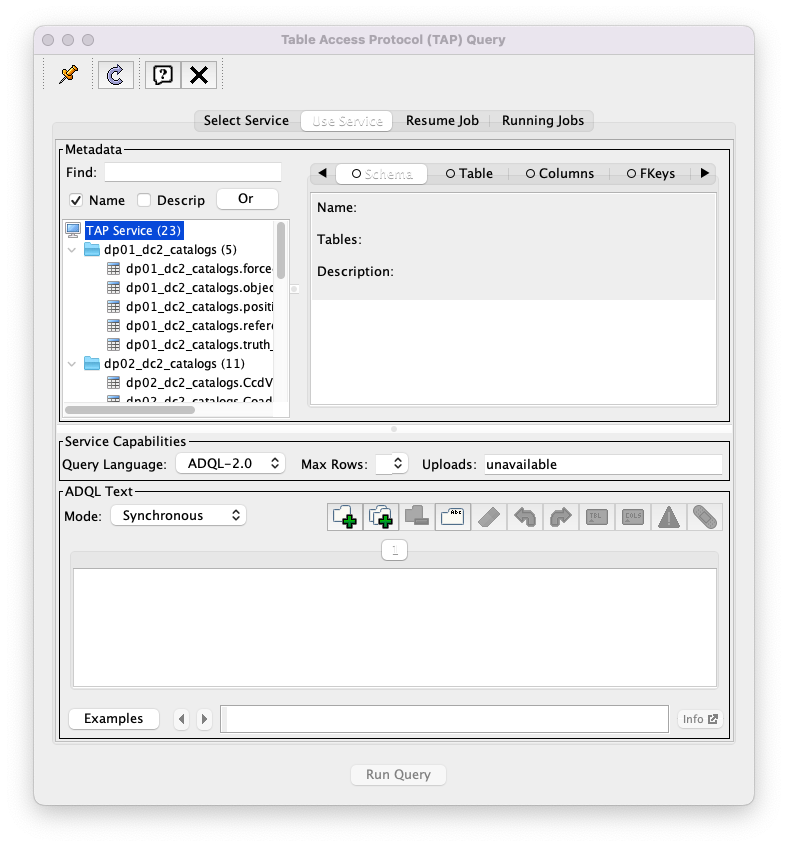 Table Access Protocol (TAP) Query
Select Service Use Service Resume Job Running Jobs
Metadata
Find:
Name Descrip Or
TAP Service (23)
dp01_dc2_catalogs (5)
dp01_dc2_catalogs.force
dp01_dc2_catalogs.objec
dp01_dc2_catalogs.positi
dp01_dc2_catalogs.refere
dp01_dc2_catalogs.truth_
dp02_dc2_catalogs (11)
dp02_dc2_catalogs.CcdV
dp02_dc2_catalogs.Coad
Schema Table Columns FKeys
Name:
Tables:
Description:
Service Capabilities
Query Language: ADQL-2.0 Max Rows: Uploads: unavailable
ADQL Text
Mode: Synchronous Abc TBL COLS
1
Examples Info
Run Query